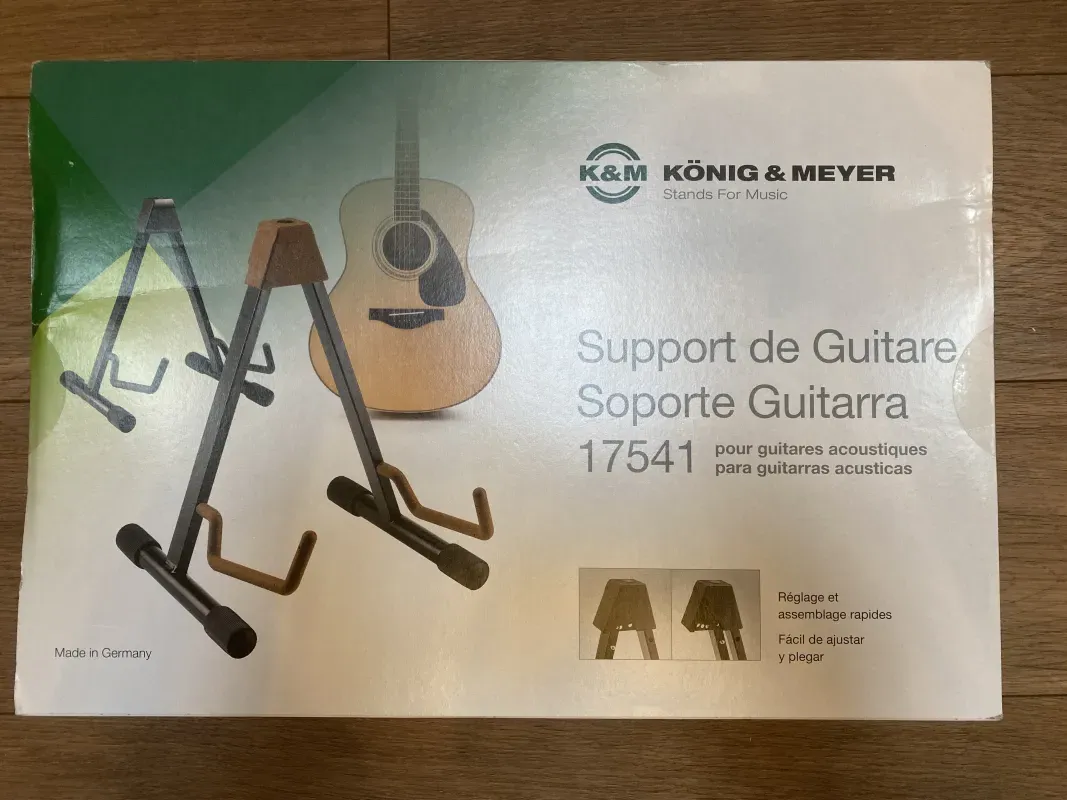 K&M KÖNIG & MEYER
Stands For Music
Support de Guitare
Soporte Guitarra
17541
pour guitares acoustiques
para guitarras acusticas
Réglage et
assemblage rapides
Fácil de ajustar
y plegar
Made in Germany